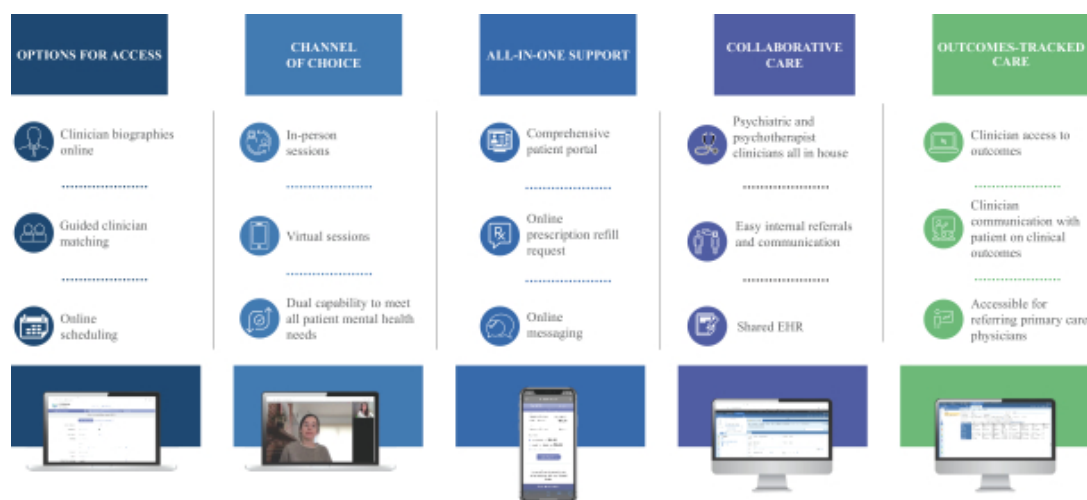 OPTIONS FOR ACCESS
Clinician biographies
online
Guided clinician
matching
Online
scheduling
CHANNEL
OF CHOICE
In-person
sessions
Virtual sessions
Dual capability to meet
all patient mental health
needs
ALL-IN-ONE SUPPORT
Comprehensive
patient portal
Online
prescription refill
request
Online
messaging
COLLABORATIVE
CARE
Psychiatric and
psychotherapist
clinicians all in house
Easy internal referrals
and communication
Shared EHR
OUTCOMES-TRACKED
CARE
Clinician access to
outcomes
Clinician
communication with
patient on clinical
outcomes
Accessible for
referring primary care
physicians